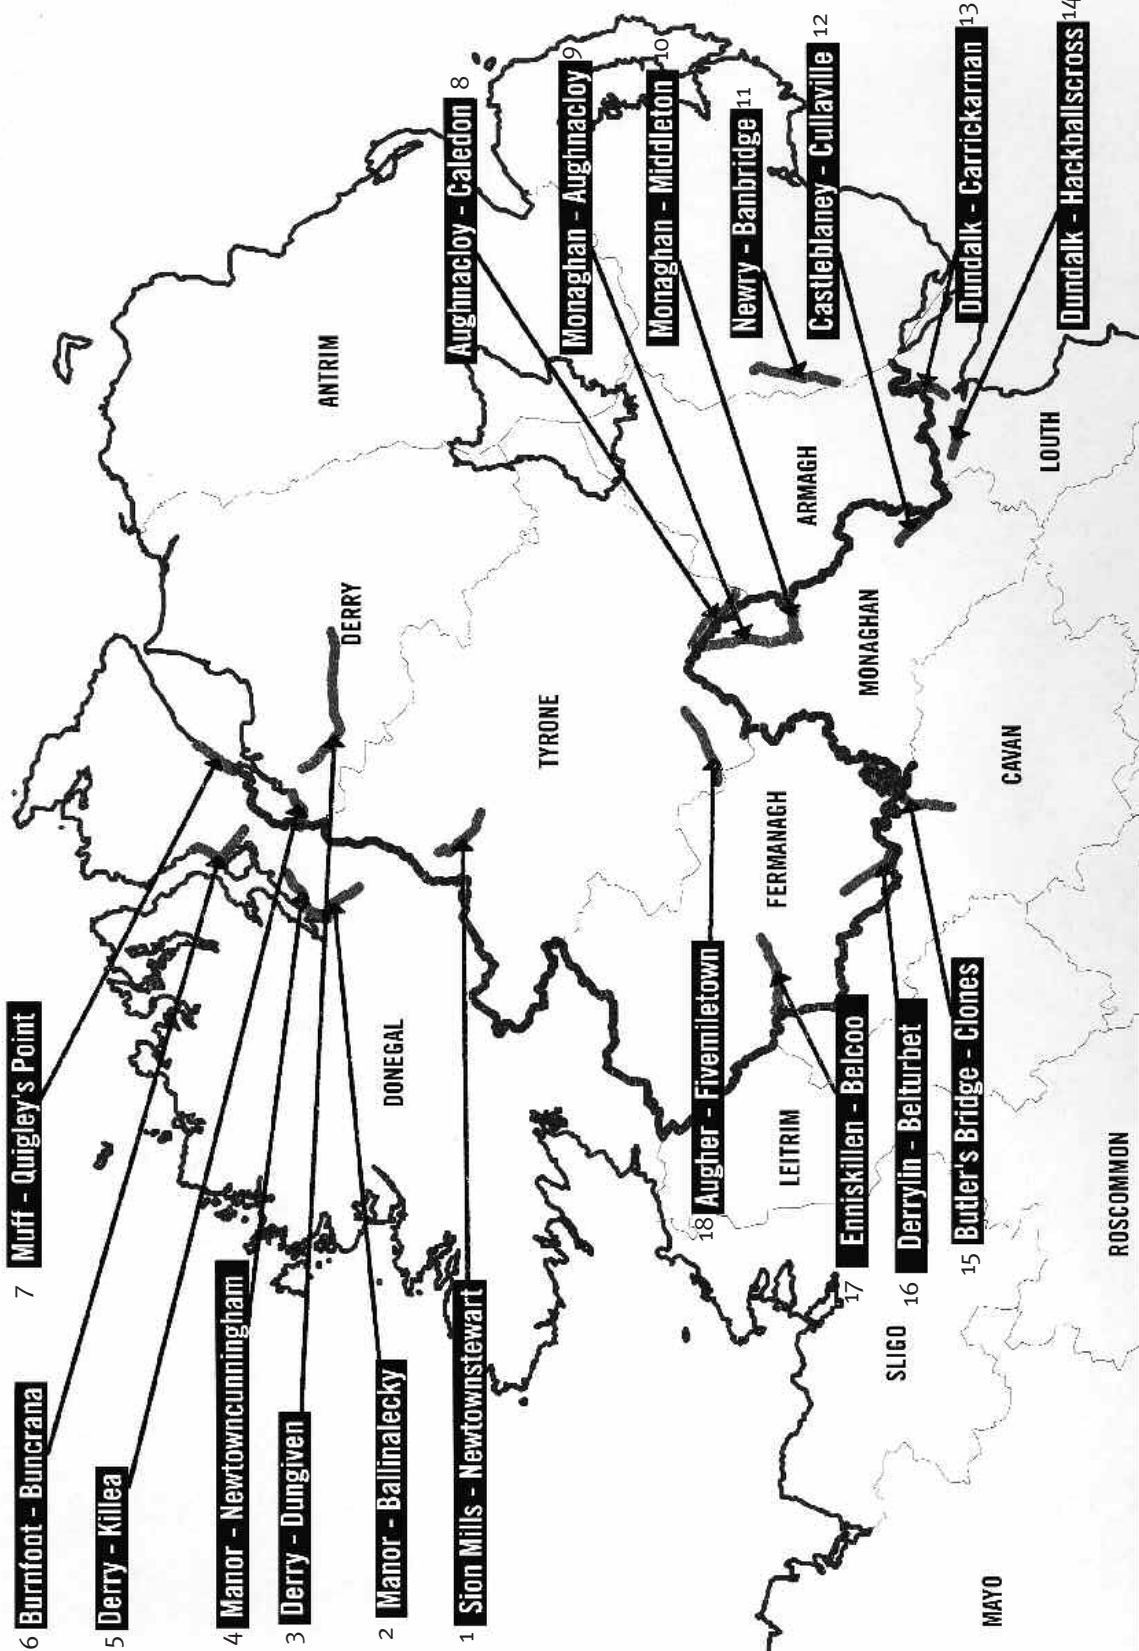 6 Burnfoot - Buncrana
5 Derry - Killea
4 Manor - Newtowncunningham
3 Derry - Dungiven
2 Manor - Ballinalecky
1 Sion Mills - Newtownstewart
7 Muff - Quigley's Point
Aughnacloy - Caledon 8
Monaghan - Aughnacloy 9
Monaghan - Middleton 10
Newry - Banbridge 11
Castleblaney - Cullaville 12
Dundalk - Carrickarnan 13
Dundalk - Hackballscross 14
15 Butler's Bridge - Clones
16 Derrylin - Belturbet
17 Enniskillen - Belcoo
18 Augher - Fivemiletown
ANTRIM
DERRY
TYRONE
DONEGAL
ARMAGH
MONAGHAN
FERMANAGH
LEITRIM
LOUTH
CAVAN
SLIGO
ROSCOMMON
MAYO